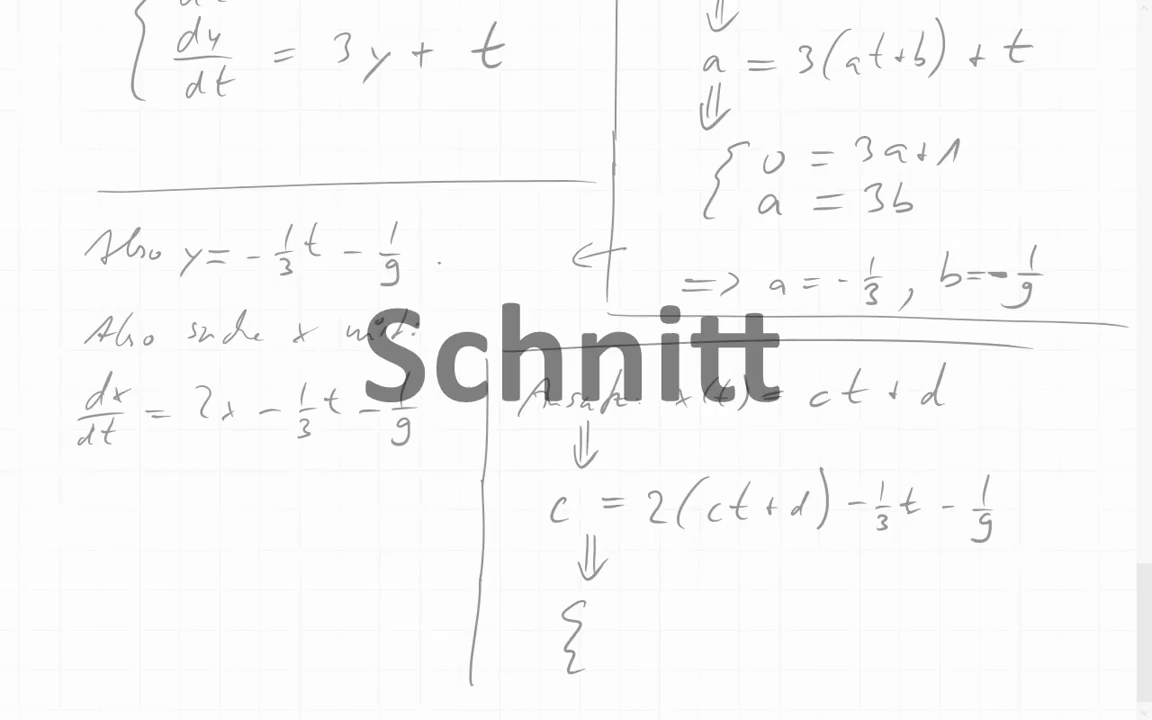 dy/dt = 3y + t
a = 3(at+b) + t
0 = 3a+1
a = 3b
=> a = -1/3, b=-1/9
Also y= -1/3 t - 1/9.
Also suche x mit:
dx/dt = 2x - 1/3 t - 1/9
Schnitt
Ansatz: x(t) = ct + d
c = 2(ct+d) -1/3 t - 1/9